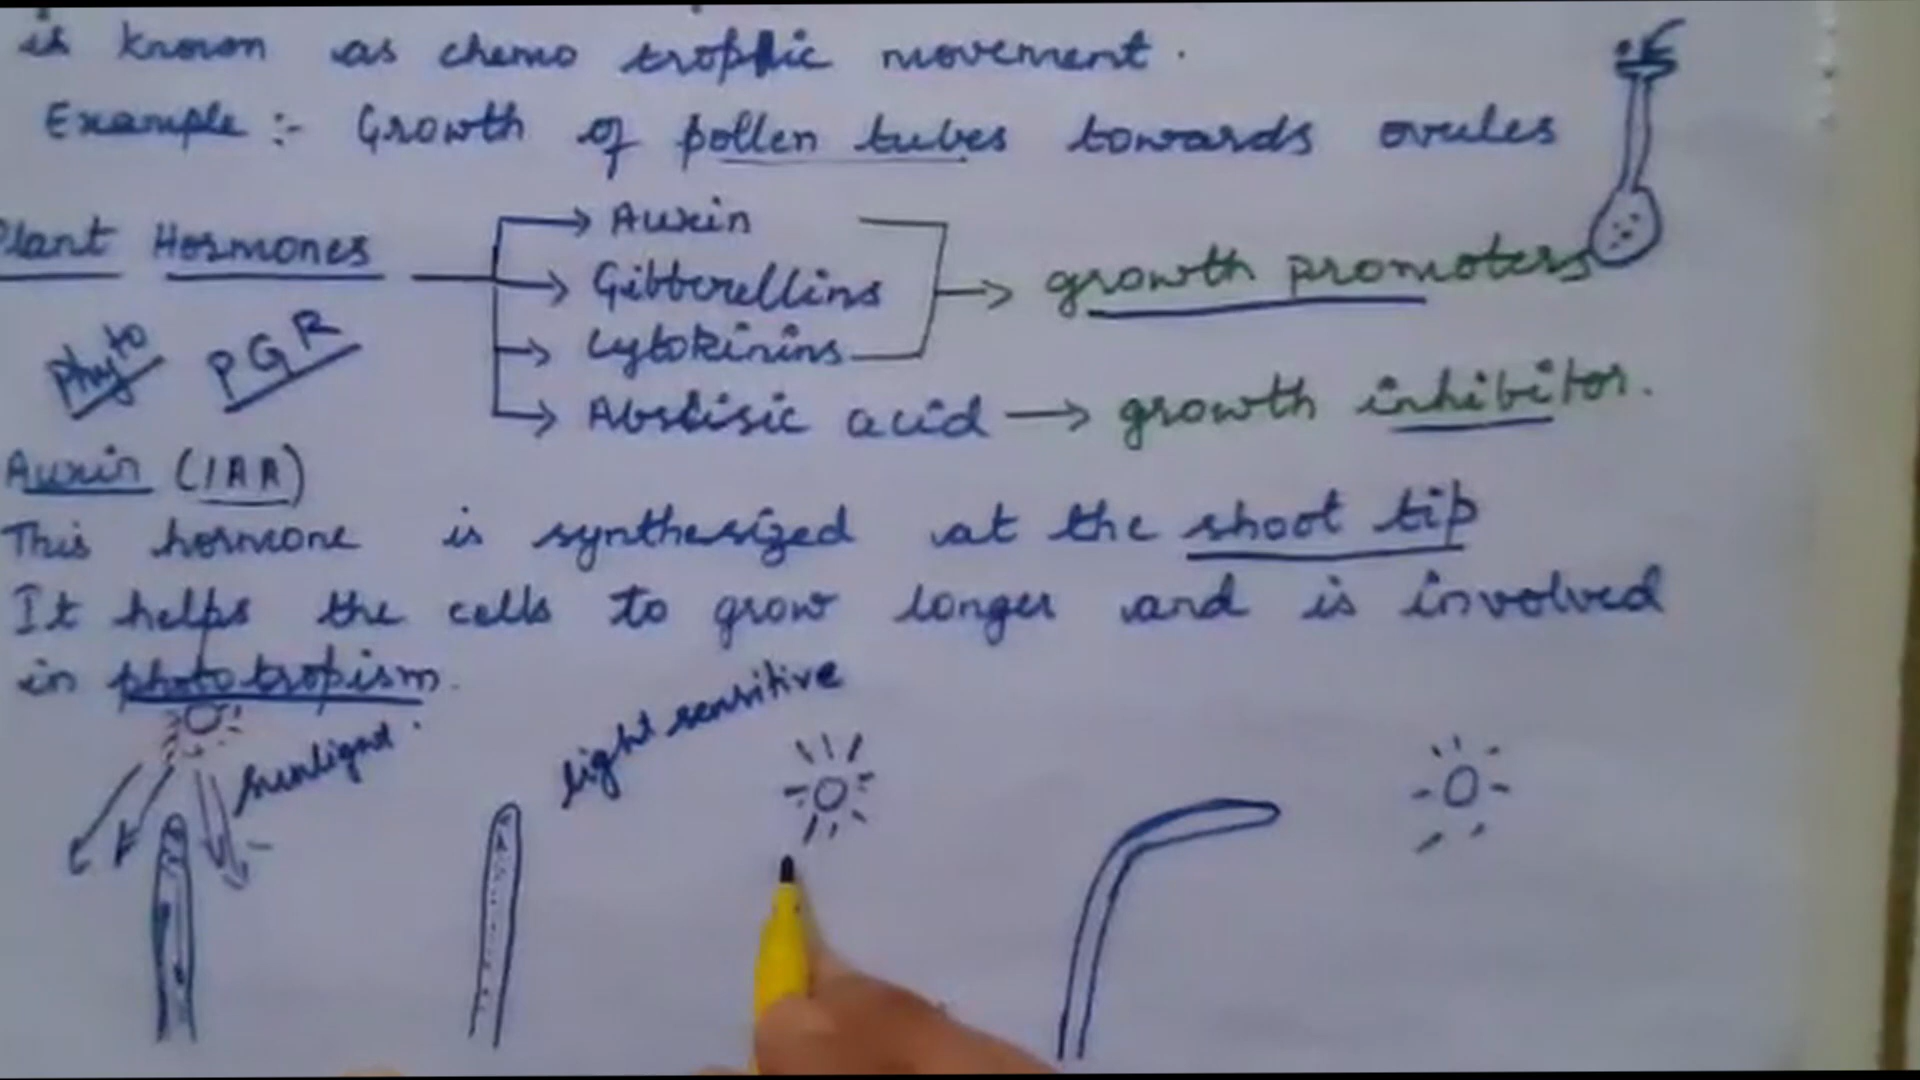 is known as chemo trophic movement.
Example :- Growth of pollen tubes towards ovules
Plant Hormones
Auxin
Gibberellins
Cytokinins
growth promoters
Abscisic acid
growth inhibitor.
Phyto PGR
Auxin (IAA)
This hormone is synthesized at the shoot tip
It helps the cells to grow longer and is involved
in phototropism.
sunlight
light sensitive